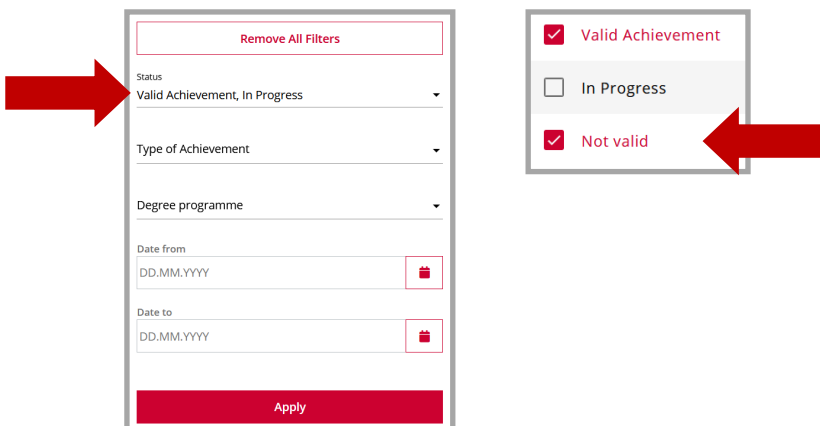 Remove All Filters
Status
Valid Achievement, In Progress
Type of Achievement
Degree programme
Date from
DD.MM.YYYY
Date to
DD.MM.YYYY
Apply
Valid Achievement
In Progress
Not valid